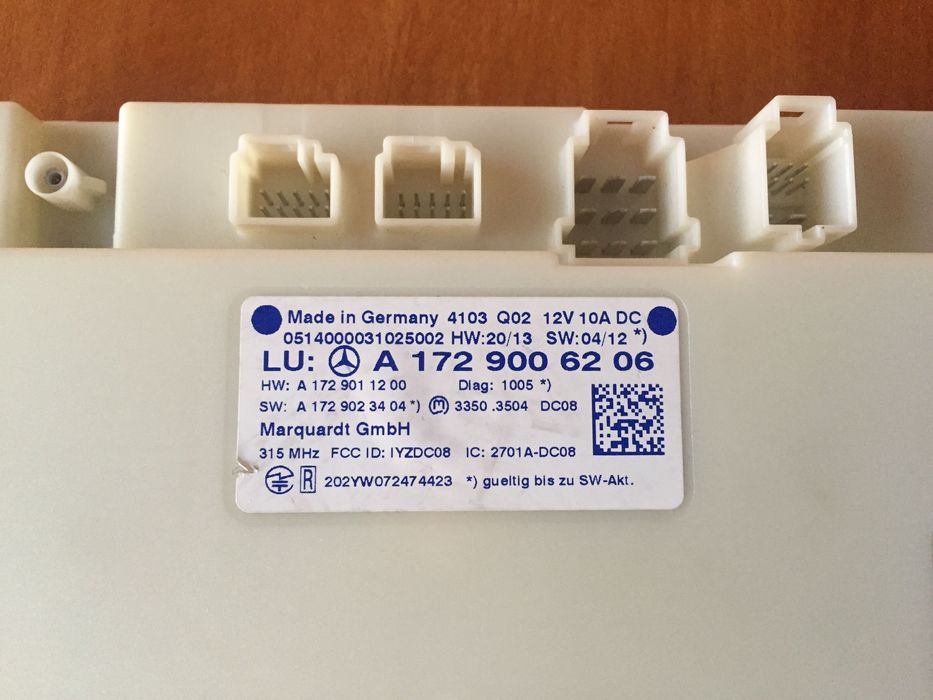 Made in Germany 4103 Q02 12V 10A DC
0514000031025002 HW:20/13 SW:04/12 *)
LU: A 172 900 62 06
HW: A 172 901 12 00 Diag: 1005 *)
SW: A 172 902 34 04 *) 3350 .3504 DC08
Marquardt GmbH
315 MHz FCC ID: IYZDC08 IC: 2701A-DC08
R 202YW072474423 *) gueltig bis zu SW-Akt.